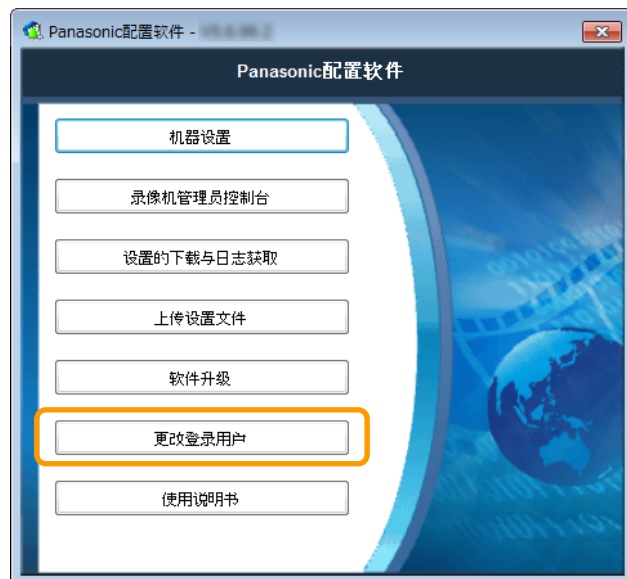 Panasonic配置软件 -
Panasonic配置软件
机器设置
录像机管理员控制台
设置的下载与日志获取
上传设置文件
软件升级
更改登录用户
使用说明书